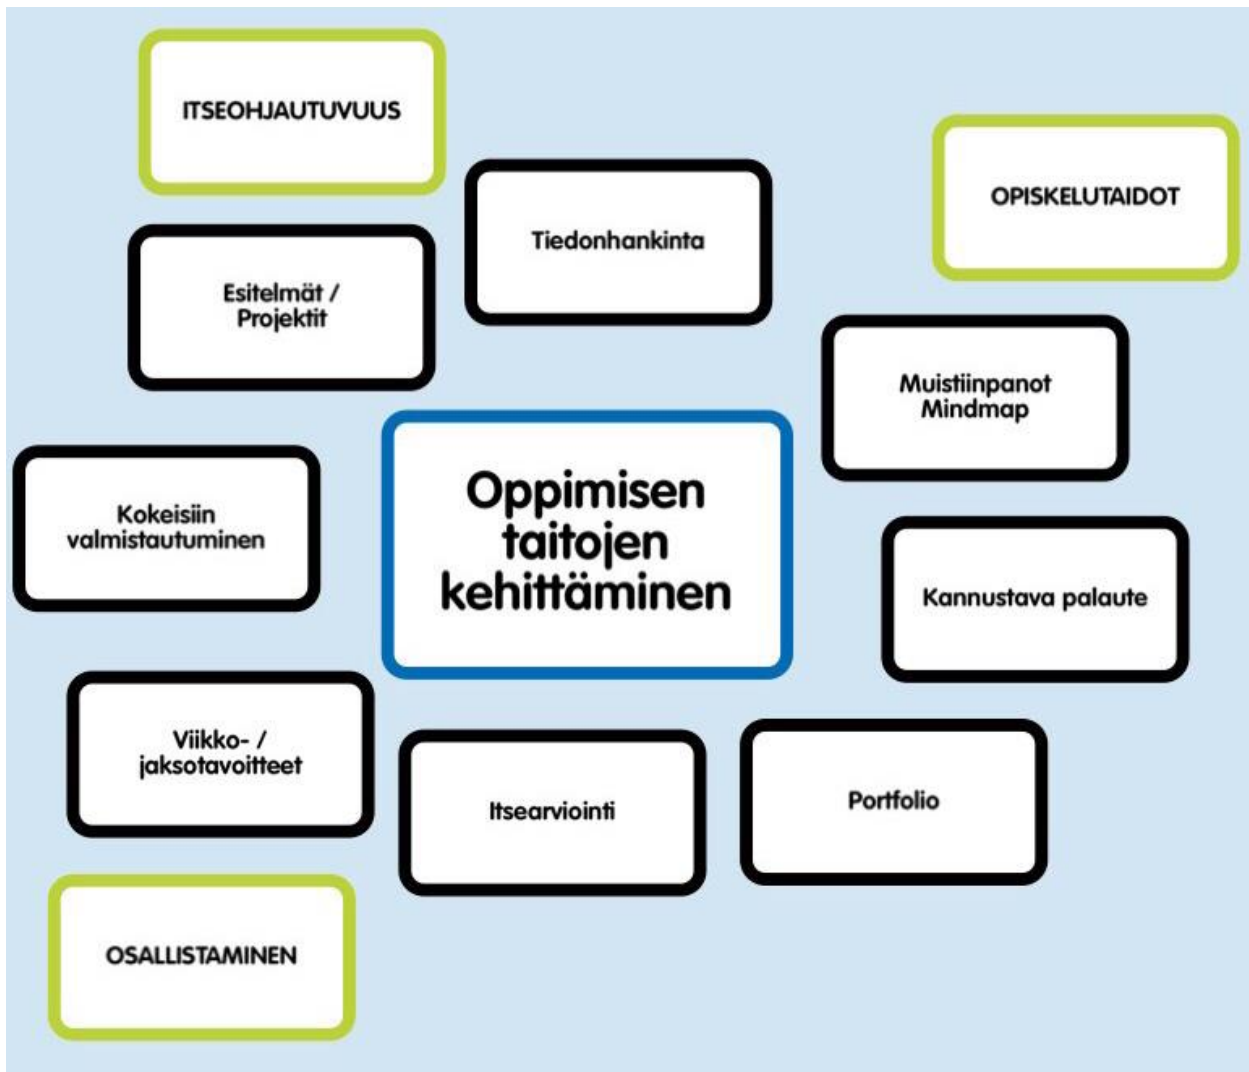 ITSEOHJAUTUVUUS
OPISKELUTAIDOT
Tiedonhankinta
Esitelmät /
Projektit
Muistiinpanot
Mindmap
Oppimisen
taitojen
kehittäminen
Kokeisiin
valmistautuminen
Kannustava palaute
Viikko- /
jaksotavoitteet
Itsearviointi
Portfolio
OSALLISTAMINEN